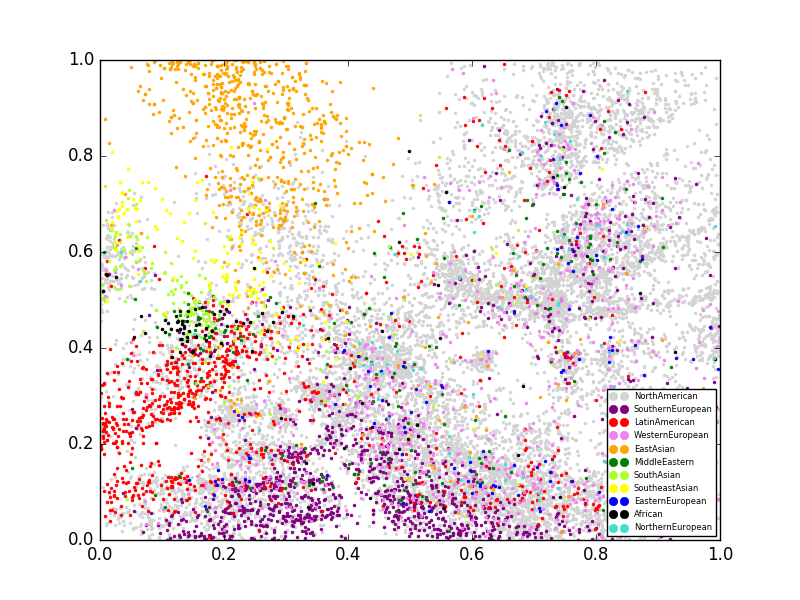 1.0
0.8
0.6
0.4
0.2
0.0
0.0 0.2 0.4 0.6 0.8 1.0
NorthAmerican
SouthernEuropean
LatinAmerican
WesternEuropean
EastAsian
MiddleEastern
SouthAsian
SoutheastAsian
EasternEuropean
African
NorthernEuropean